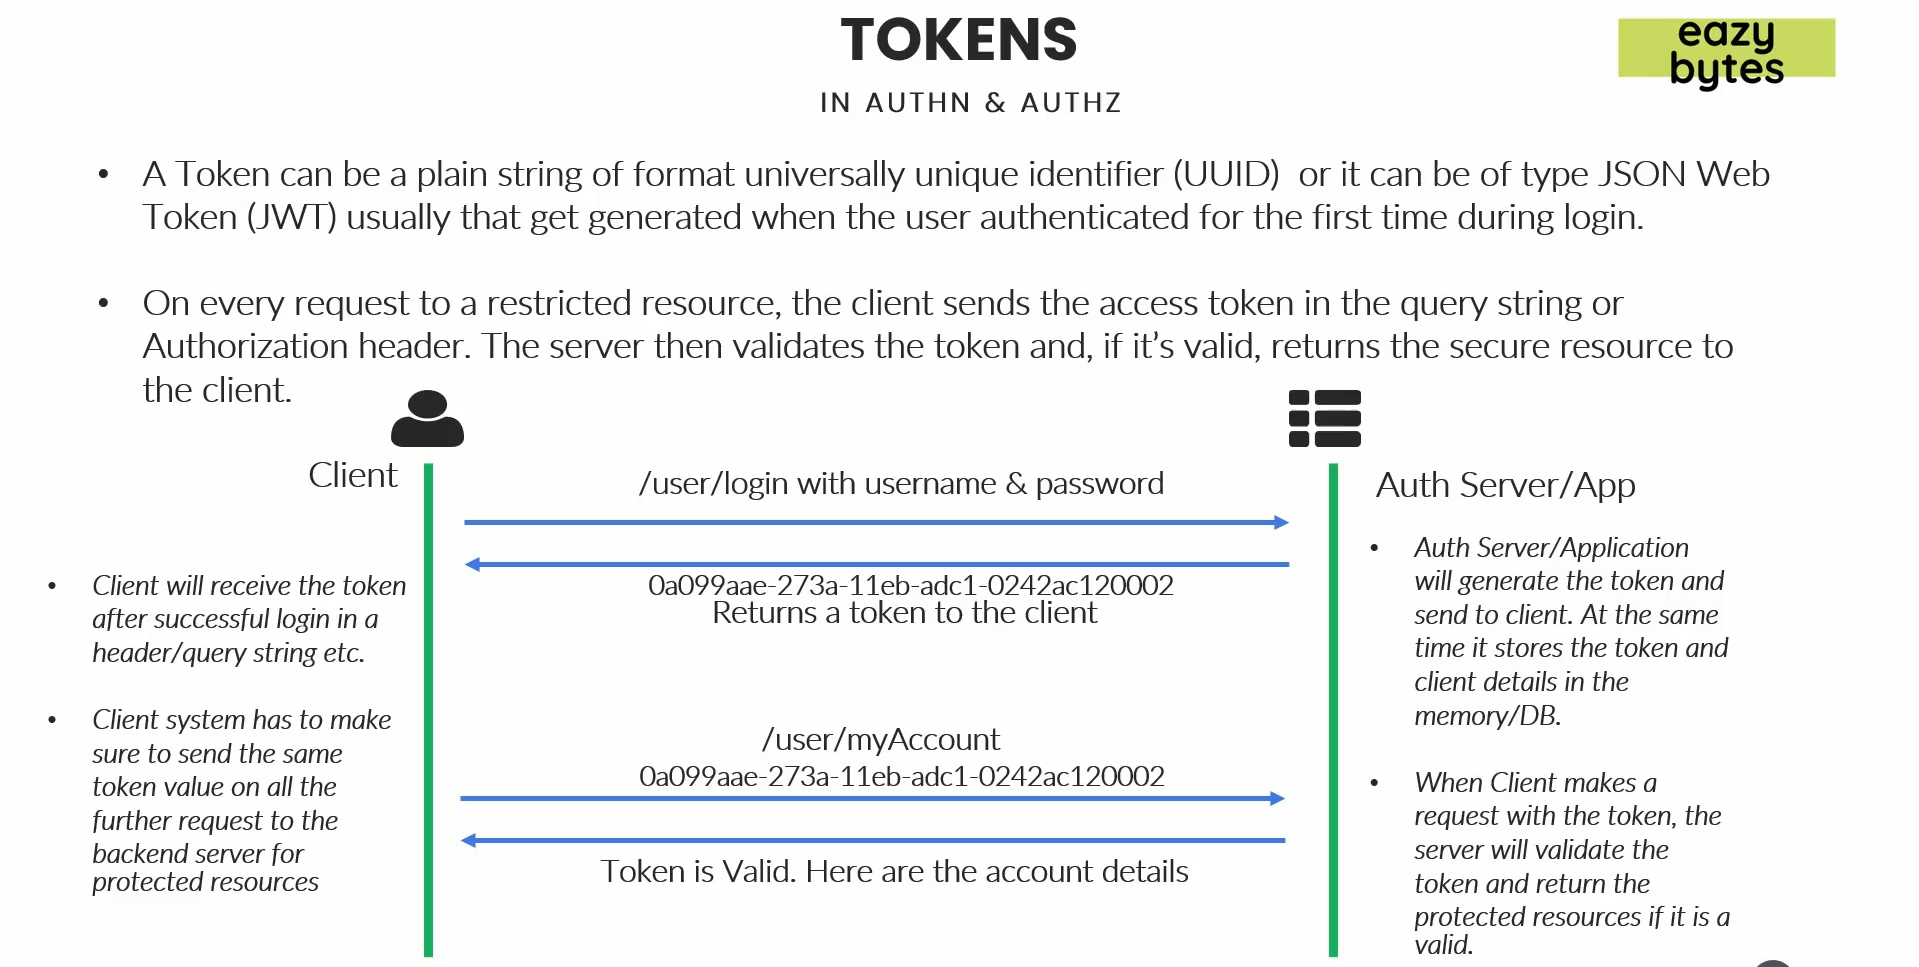 TOKENS
IN AUTHN & AUTHZ
eazy
bytes
• A Token can be a plain string of format universally unique identifier (UUID) or it can be of type JSON Web
Token (JWT) usually that get generated when the user authenticated for the first time during login.
• On every request to a restricted resource, the client sends the access token in the query string or
Authorization header. The server then validates the token and, if it’s valid, returns the secure resource to
the client.
Client
/user/login with username & password
0a099aae-273a-11eb-adc1-0242ac120002
Returns a token to the client
/user/myAccount
0a099aae-273a-11eb-adc1-0242ac120002
Token is Valid. Here are the account details
• Client will receive the token
after successful login in a
header/query string etc.
• Client system has to make
sure to send the same
token value on all the
further request to the
backend server for
protected resources
Auth Server/App
• Auth Server/Application
will generate the token and
send to client. At the same
time it stores the token and
client details in the
memory/DB.
• When Client makes a
request with the token, the
server will validate the
token and return the
protected resources if it is a
valid.